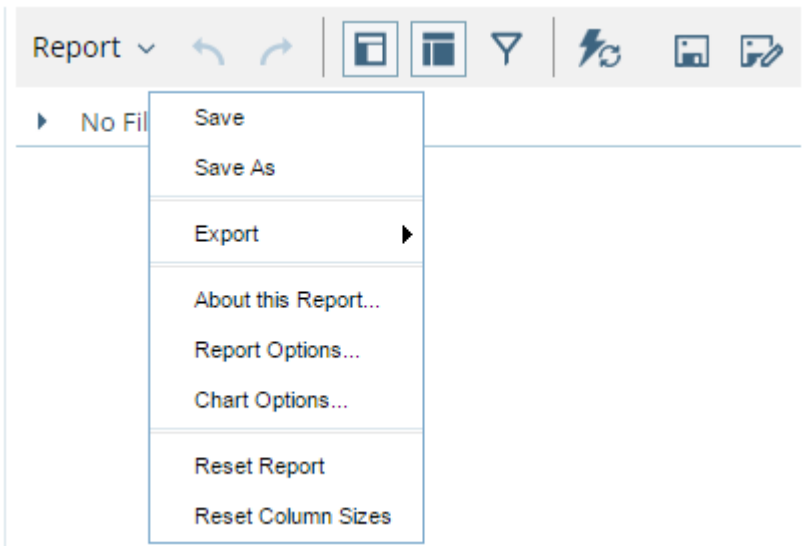 Report
No Fil
Save
Save As
Export
About this Report...
Report Options...
Chart Options...
Reset Report
Reset Column Sizes